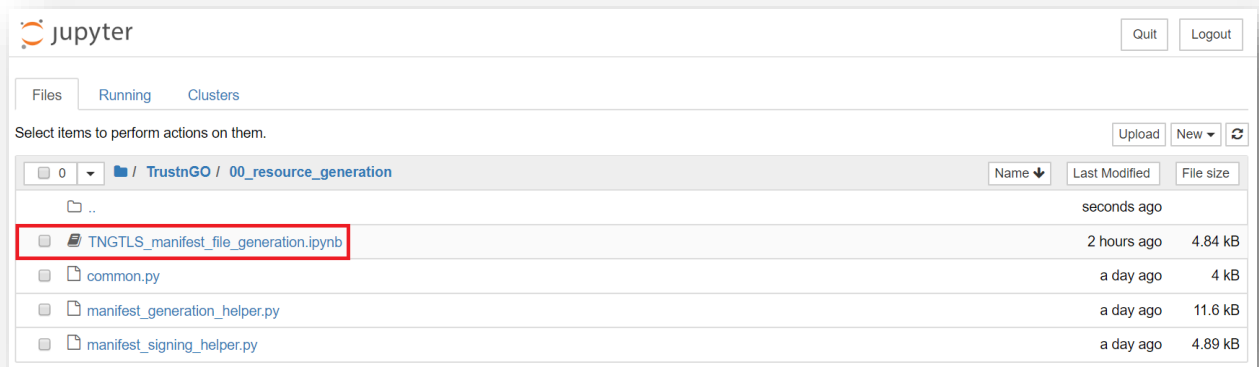 jupyter Quit Logout
Files Running Clusters
Select items to perform actions on them. Upload New
0 / TrustnGO / 00_resource_generation Name Last Modified File size
.. seconds ago
TNGTLS_manifest_file_generation.ipynb 2 hours ago 4.84 kB
common.py a day ago 4 kB
manifest_generation_helper.py a day ago 11.6 kB
manifest_signing_helper.py a day ago 4.89 kB